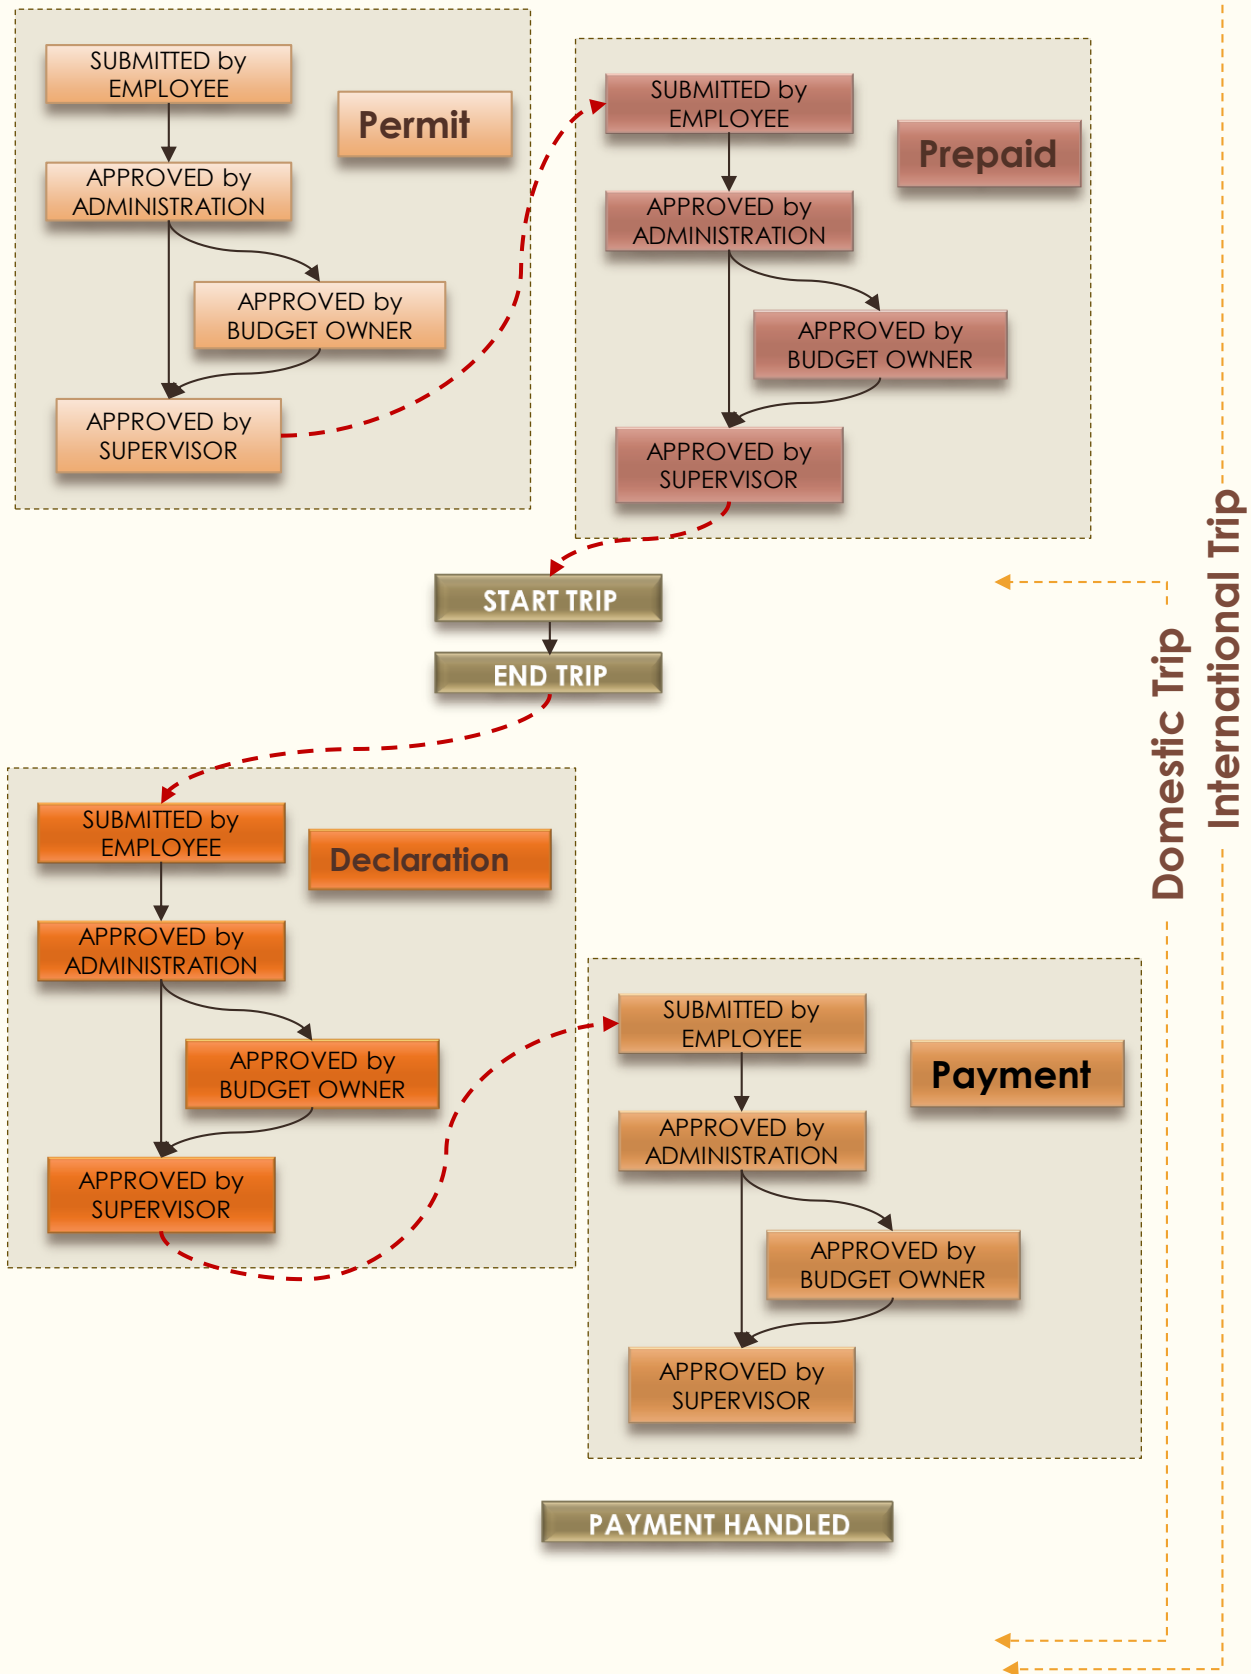 SUBMITTED by
EMPLOYEE
Permit
APPROVED by
ADMINISTRATION
APPROVED by
BUDGET OWNER
APPROVED by
SUPERVISOR
SUBMITTED by
EMPLOYEE
Prepaid
APPROVED by
ADMINISTRATION
APPROVED by
BUDGET OWNER
APPROVED by
SUPERVISOR
START TRIP
END TRIP
Domestic Trip
International Trip
SUBMITTED by
EMPLOYEE
Declaration
APPROVED by
ADMINISTRATION
APPROVED by
BUDGET OWNER
APPROVED by
SUPERVISOR
SUBMITTED by
EMPLOYEE
Payment
APPROVED by
ADMINISTRATION
APPROVED by
BUDGET OWNER
APPROVED by
SUPERVISOR
PAYMENT HANDLED